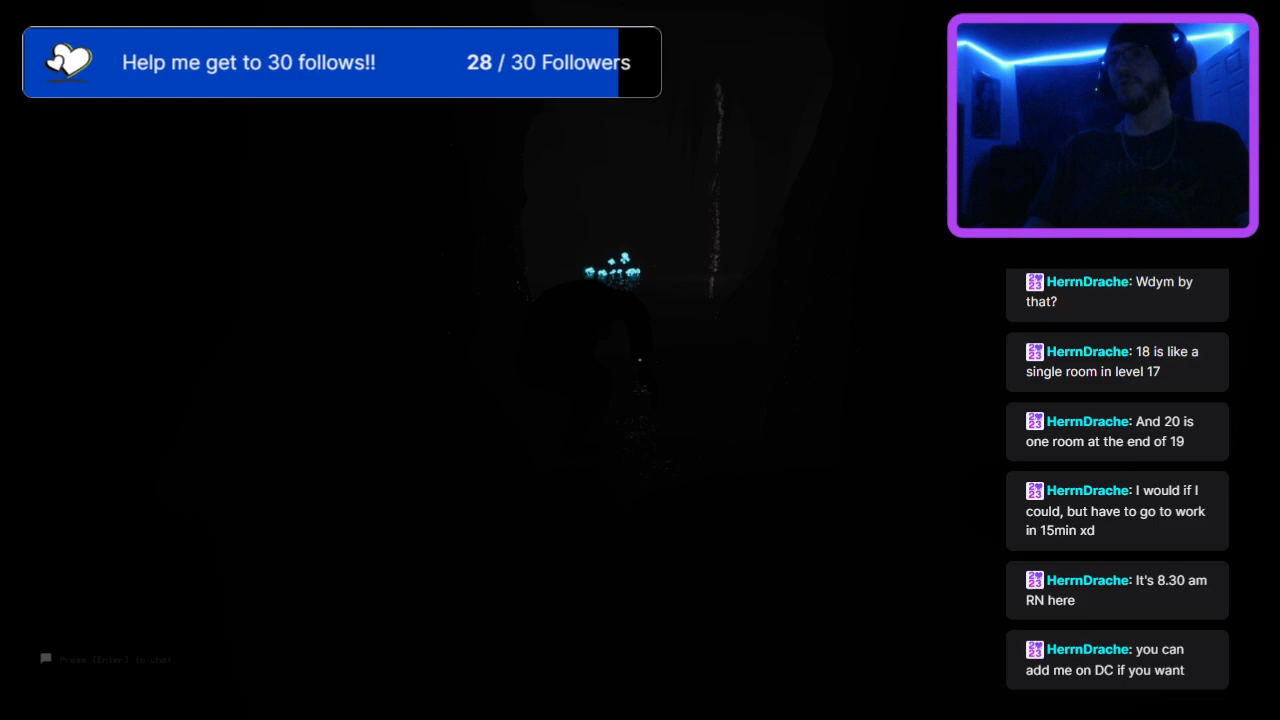 Help me get to 30 follows!!
28 / 30 Followers
HerrnDrache: Wdym by
that?
HerrnDrache: 18 is like a
single room in level 17
HerrnDrache: And 20 is
one room at the end of 19
HerrnDrache: I would if I
could, but have to go to work
in 15min xd
HerrnDrache: It's 8.30 am
RN here
HerrnDrache: you can
add me on DC if you want
Press [Enter] to chat